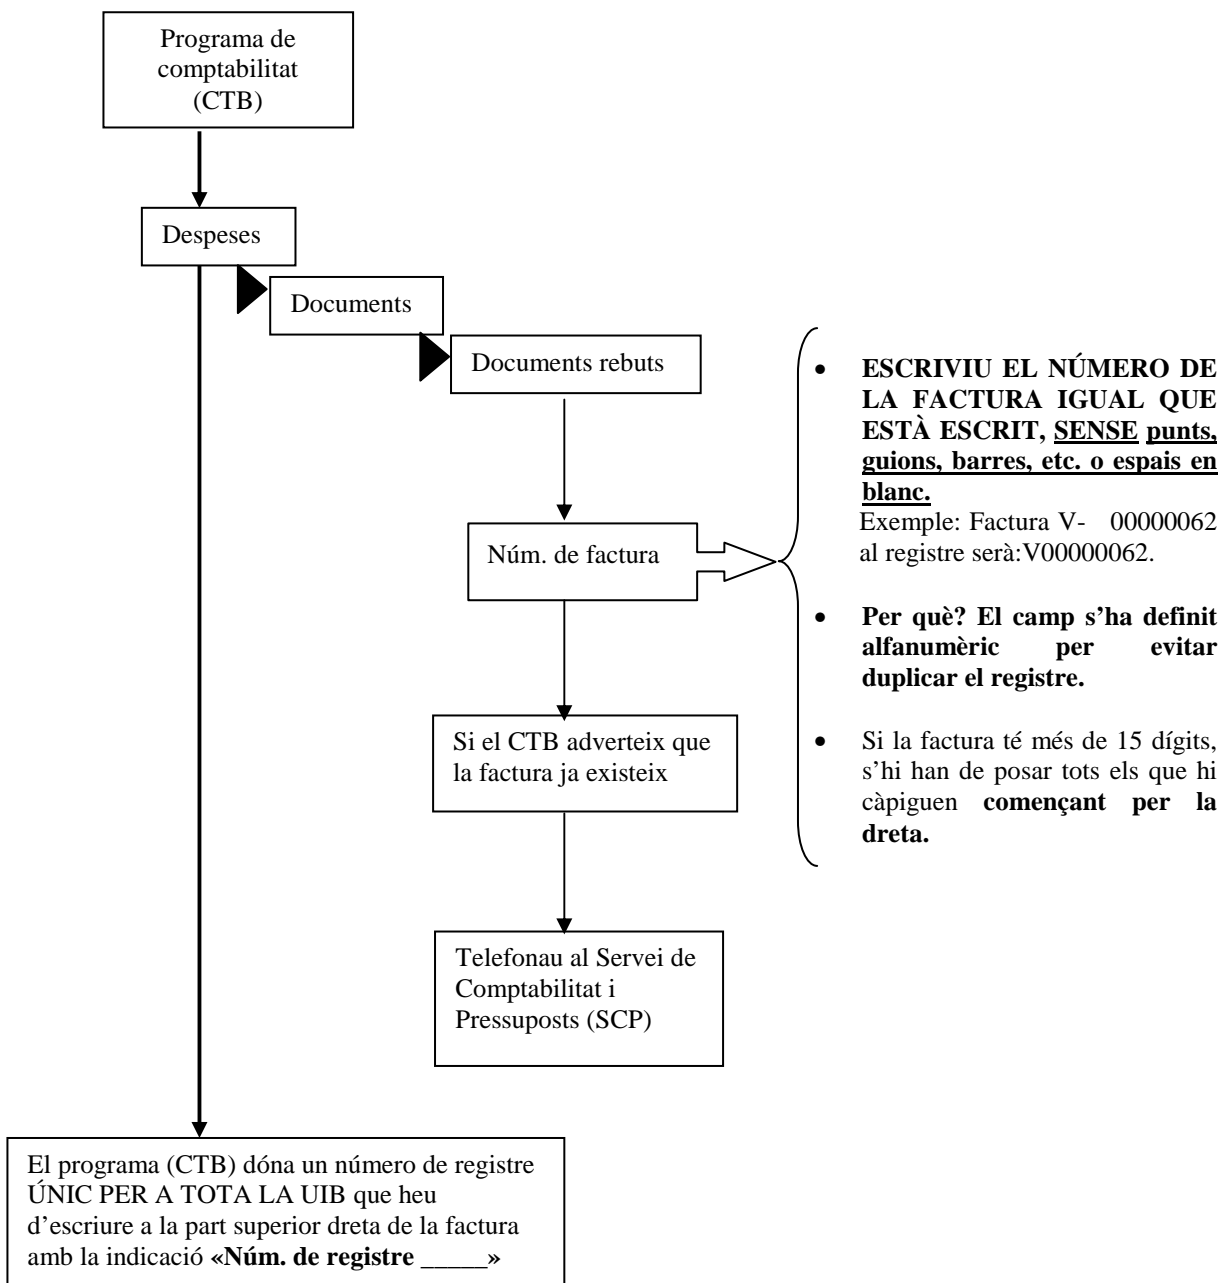 Programa de
comptabilitat
(CTB)
Despeses
Documents
Documents rebuts
Núm. de factura
Si el CTB adverteix que
la factura ja existeix
Telefonau al Servei de
Comptabilitat i
Pressuposts (SCP)
• ESCRIVIU EL NÚMERO DE
LA FACTURA IGUAL QUE
ESTÀ ESCRIT, SENSE punts,
guions, barres, etc. o espais en
blanc.
Exemple: Factura V- 00000062
al registre serà:V00000062.
• Per què? El camp s’ha definit
alfanumèric per evitar
duplicar el registre.
• Si la factura té més de 15 dígits,
s’hi han de posar tots els que hi
càpiguen començant per la
dreta.
El programa (CTB) dóna un número de registre
ÚNIC PER A TOTA LA UIB que heu
d’escriure a la part superior dreta de la factura
amb la indicació «Núm. de registre _____»